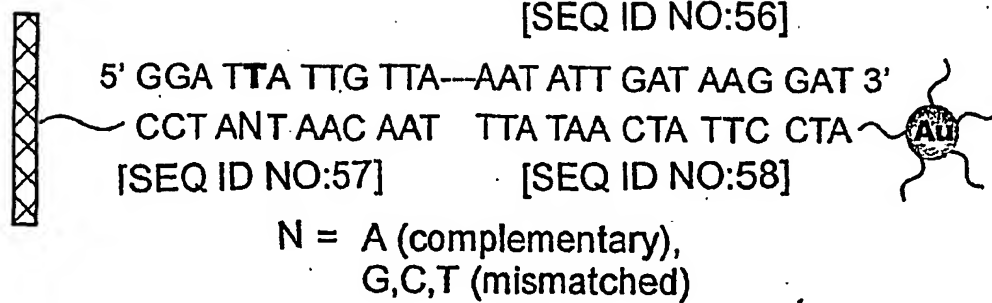 [SEQ ID NO:56]
5' GGA TTA TTG TTA---AAT ATT GAT AAG GAT 3'
CCT ANT AAC AAT TTA TAA CTA TTC CTA
Au
[SEQ ID NO:57] [SEQ ID NO:58]
N = A (complementary),
G,C,T (mismatched)